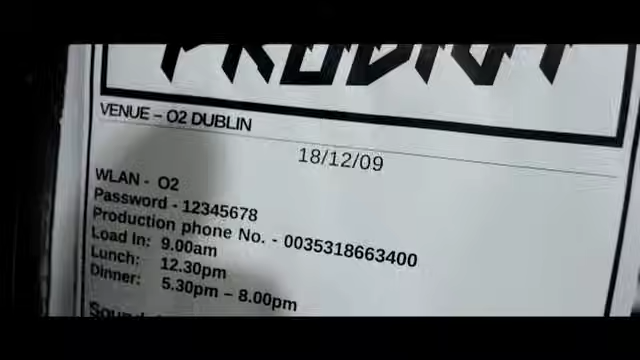 PRODIGY
VENUE – O2 DUBLIN
18/12/09
WLAN - O2
Password - 12345678
Production phone No. - 0035318663400
Load In: 9.00am
Lunch: 12.30pm
Dinner: 5.30pm – 8.00pm